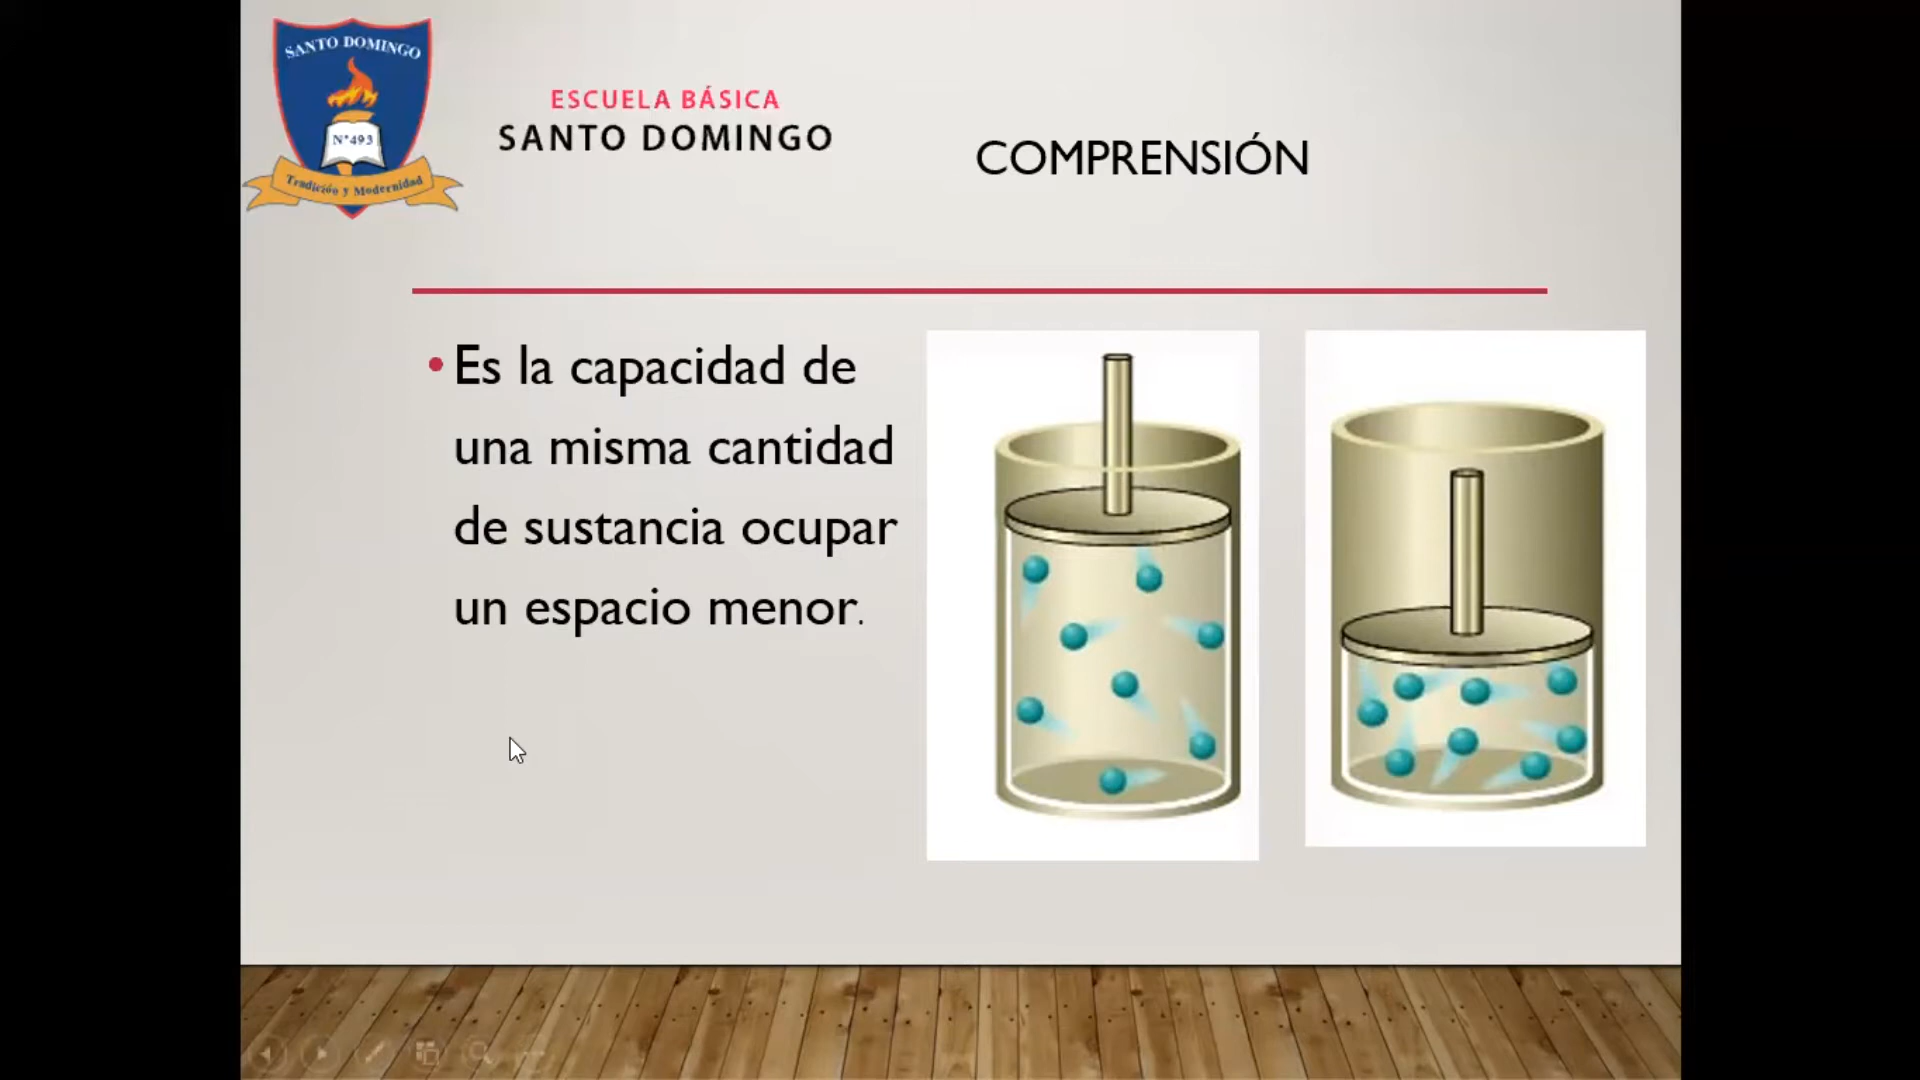 SANTO DOMINGO
N°493
Tradición y Modernidad
ESCUELA BÁSICA
SANTO DOMINGO
COMPRENSIÓN
• Es la capacidad de
una misma cantidad
de sustancia ocupar
un espacio menor.